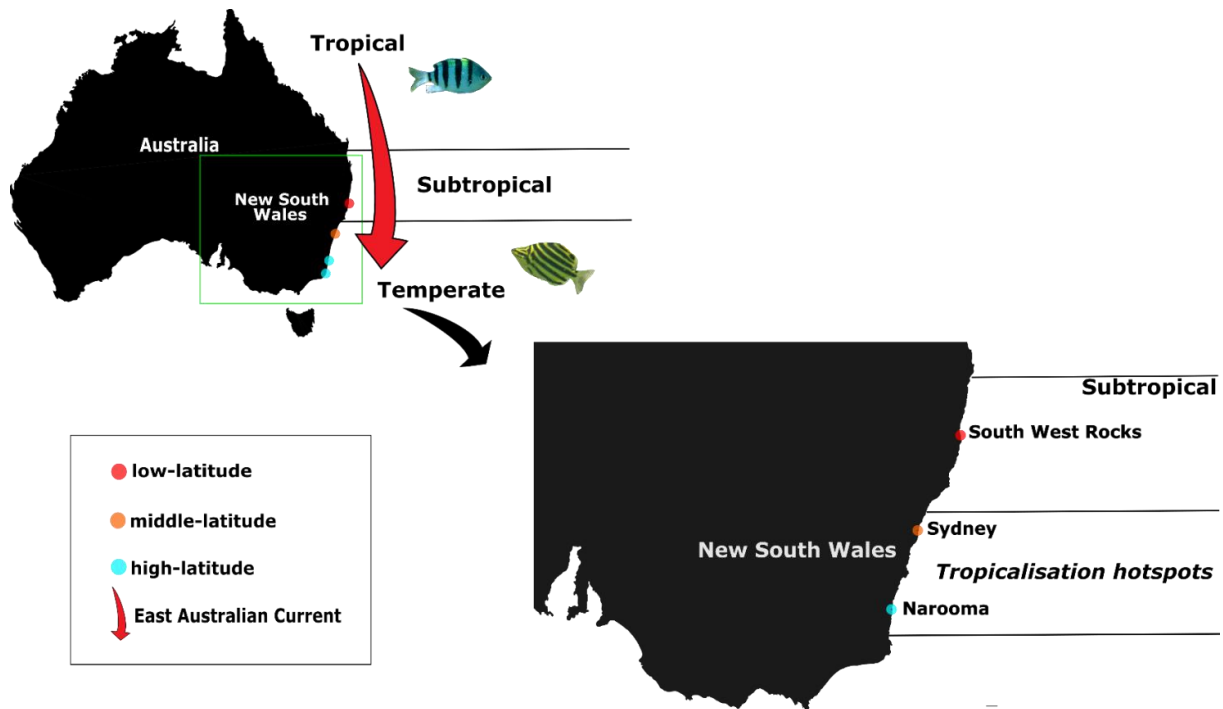 Tropical
Australia
Subtropical
New South
Wales
Temperate
Subtropical
South West Rocks
Sydney
New South Wales
Tropicalisation hotspots
Narooma
low-latitude
middle-latitude
high-latitude
East Australian Current